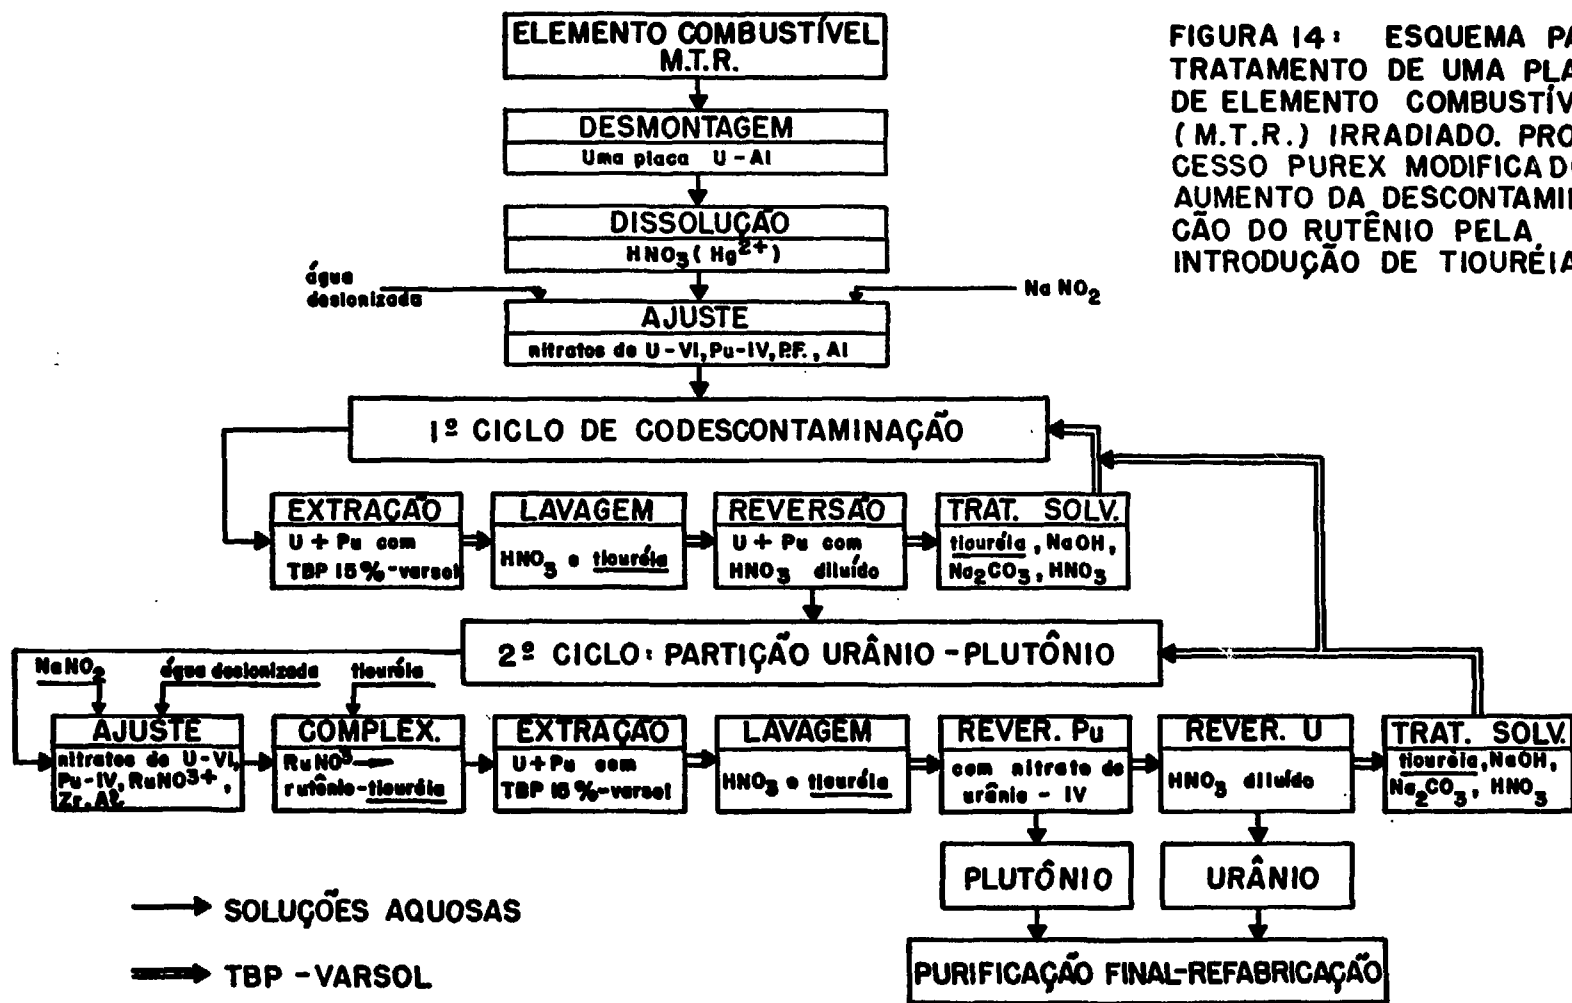 ELEMENTO COMBUSTÍVEL
M.T.R.
FIGURA 14: ESQUEMA PA
TRATAMENTO DE UMA PLA
DE ELEMENTO COMBUSTÍV
(M.T.R.) IRRADIADO. PRO
CESSO PUREX MODIFICADO
AUMENTO DA DESCONTAMI
ÇÃO DO RUTÊNIO PELA
INTRODUÇÃO DE TIOURÉIA
DESMONTAGEM
Uma placa U-Al
DISSOLUÇÃO
HNO3 (Hg2+)
água
desionizada
NaNO2
AJUSTE
nitratos de U-VI, Pu-IV, P.F., Al
1º CICLO DE CODESCONTAMINAÇÃO
EXTRAÇÃO
U + Pu com
TBP 15%-varsol
LAVAGEM
HNO3 e tiouréia
REVERSÃO
U + Pu com
HNO3 diluído
TRAT. SOLV.
tiouréia, NaOH,
Na2CO3, HNO3
2º CICLO: PARTIÇÃO URÂNIO-PLUTÔNIO
NaNO2
água desionizada
tiouréia
AJUSTE
nitratos de U-VI,
Pu-IV, RuNO3+,
Zr, Al.
COMPLEX.
RuNO3
rutênio-tiouréia
EXTRAÇÃO
U+Pu com
TBP 15%-varsol
LAVAGEM
HNO3 e tiouréia
REVER. Pu
com nitrato de
urânio - IV
REVER. U
HNO3 diluído
TRAT. SOLV.
tiouréia, NaOH,
Na2CO3, HNO3
PLUTÔNIO
URÂNIO
SOLUÇÕES AQUOSAS
TBP - VARSOL
PURIFICAÇÃO FINAL-REFABRICAÇÃO